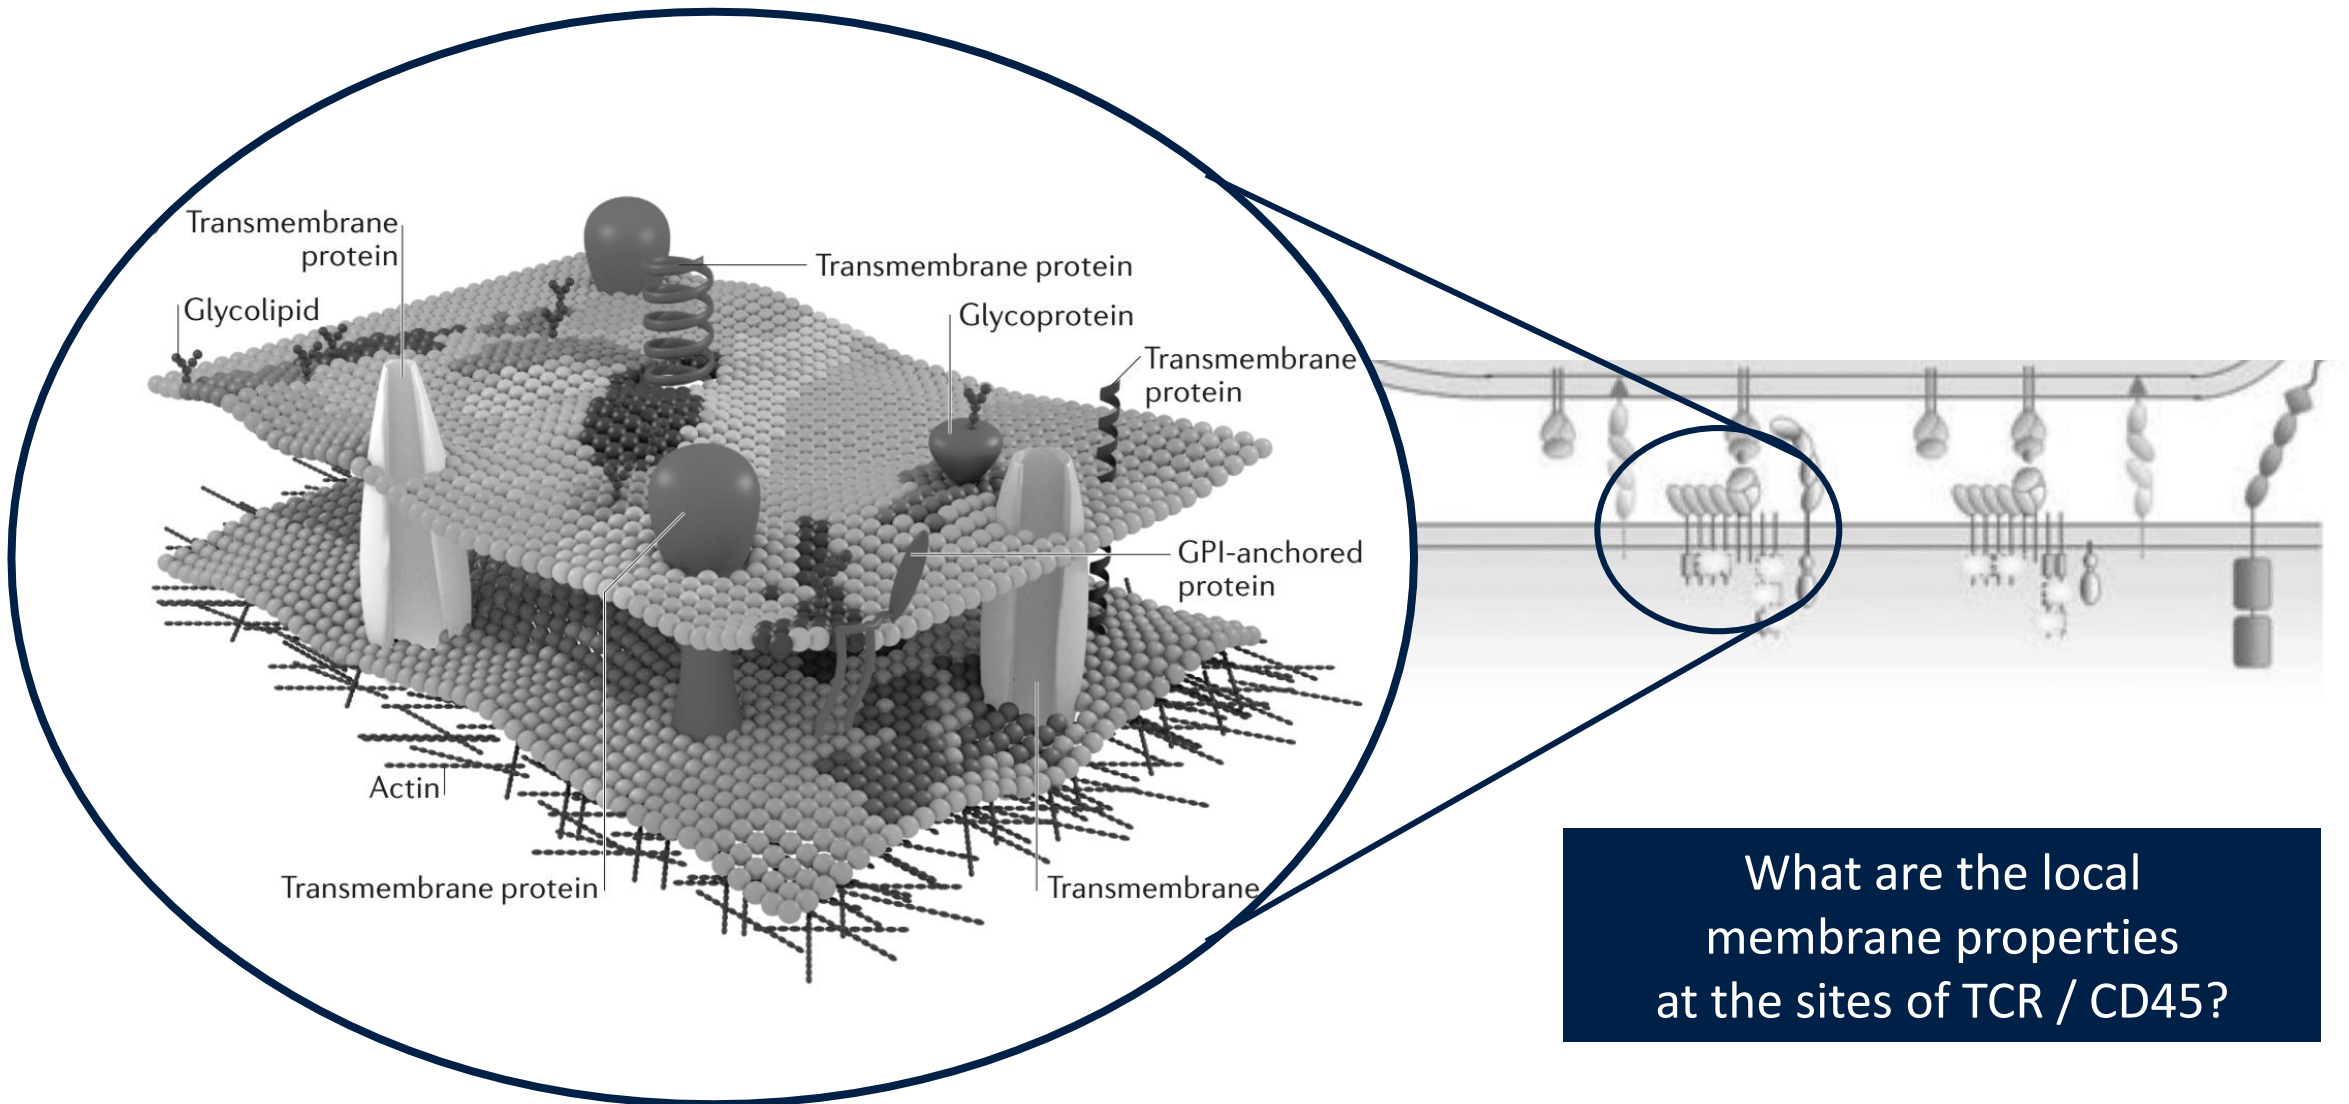 Transmembrane
protein
Transmembrane protein
Glycolipid
Glycoprotein
Transmembrane
protein
GPI-anchored
protein
Actin
Transmembrane protein
Transmembrane
What are the local
membrane properties
at the sites of TCR / CD45?